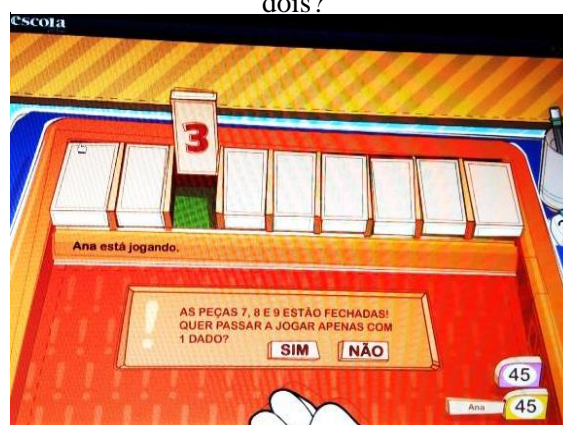 dois?
escola
3
Ana está jogando.
AS PEÇAS 7, 8 E 9 ESTÃO FECHADAS!
QUER PASSAR A JOGAR APENAS COM
1 DADO?
SIM NÃO
45
Ana 45